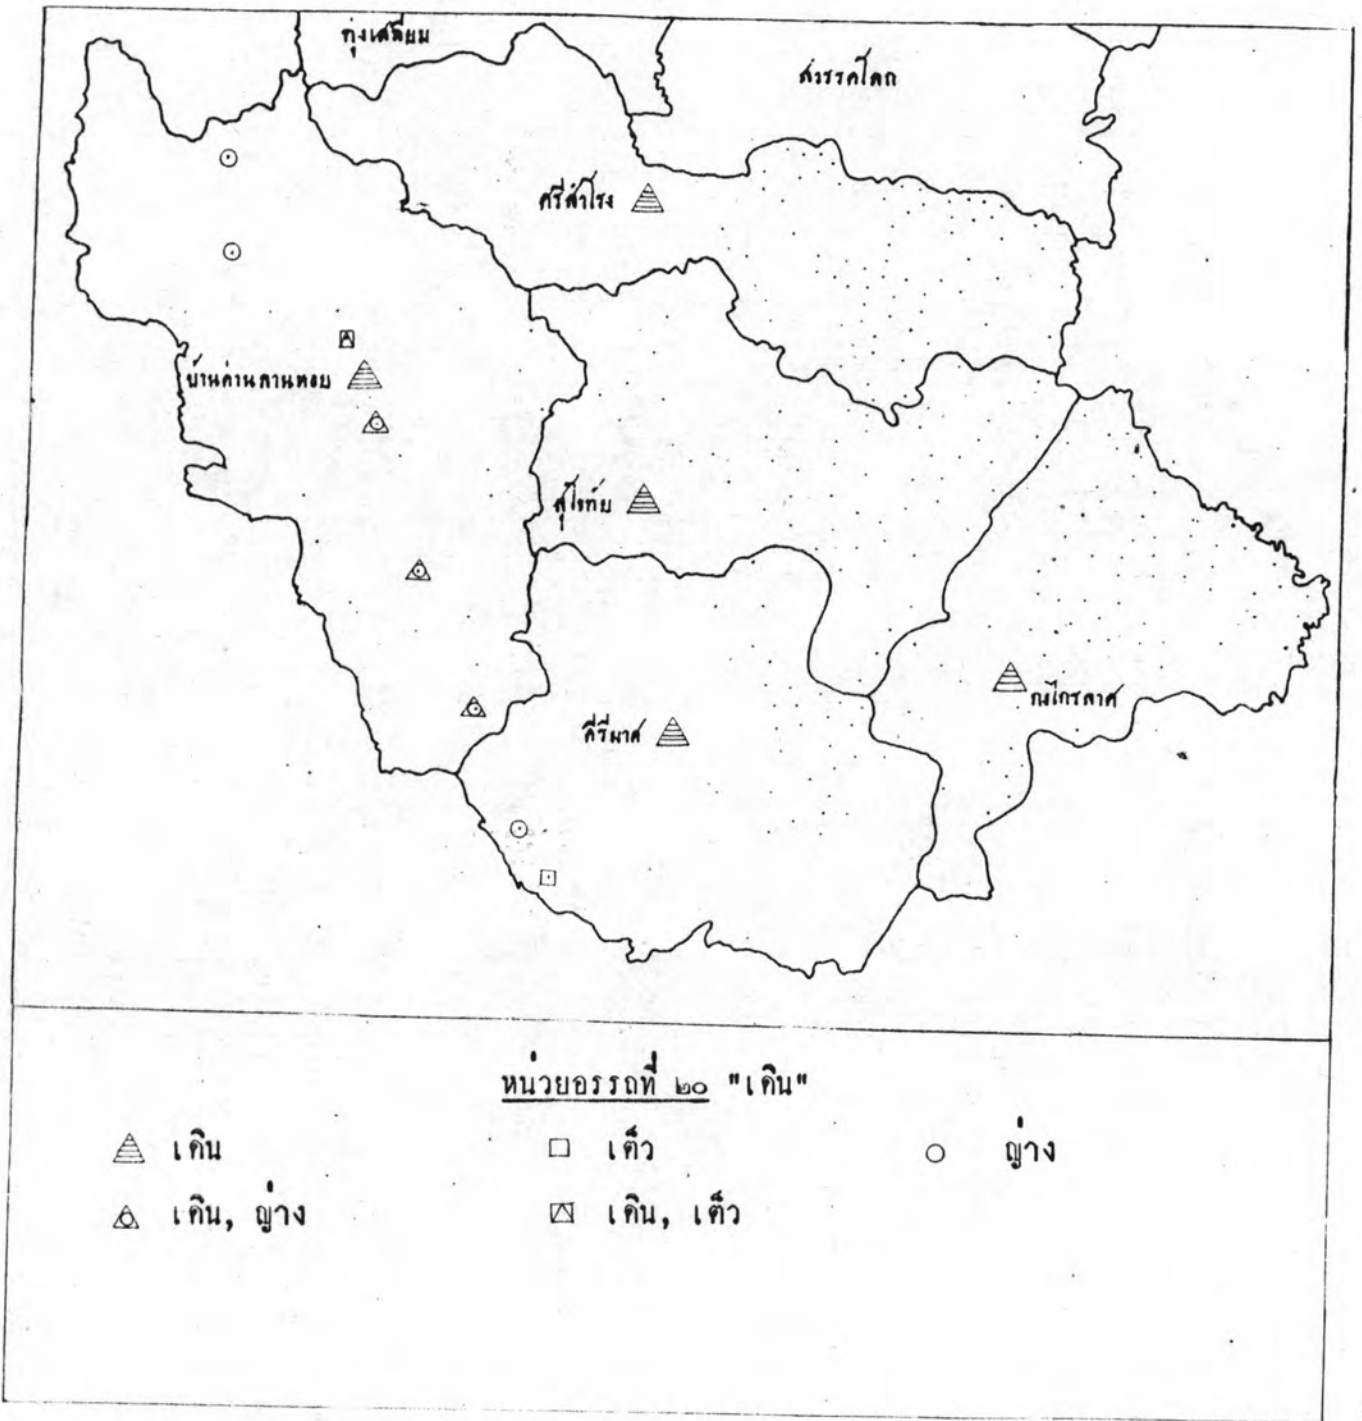 ทุ่งเสลี่ยม
สวรรคโลก
ศรีสำโรง
บ้านด่านลานหอย
สุโขทัย
กงไกรลาศ
คีรีมาศ
หน่วยอรรถที่ ๒๐ "เดิน"
เดิน
เต็ว
ญ่าง
เดิน, ญ่าง
เดิน, เต็ว